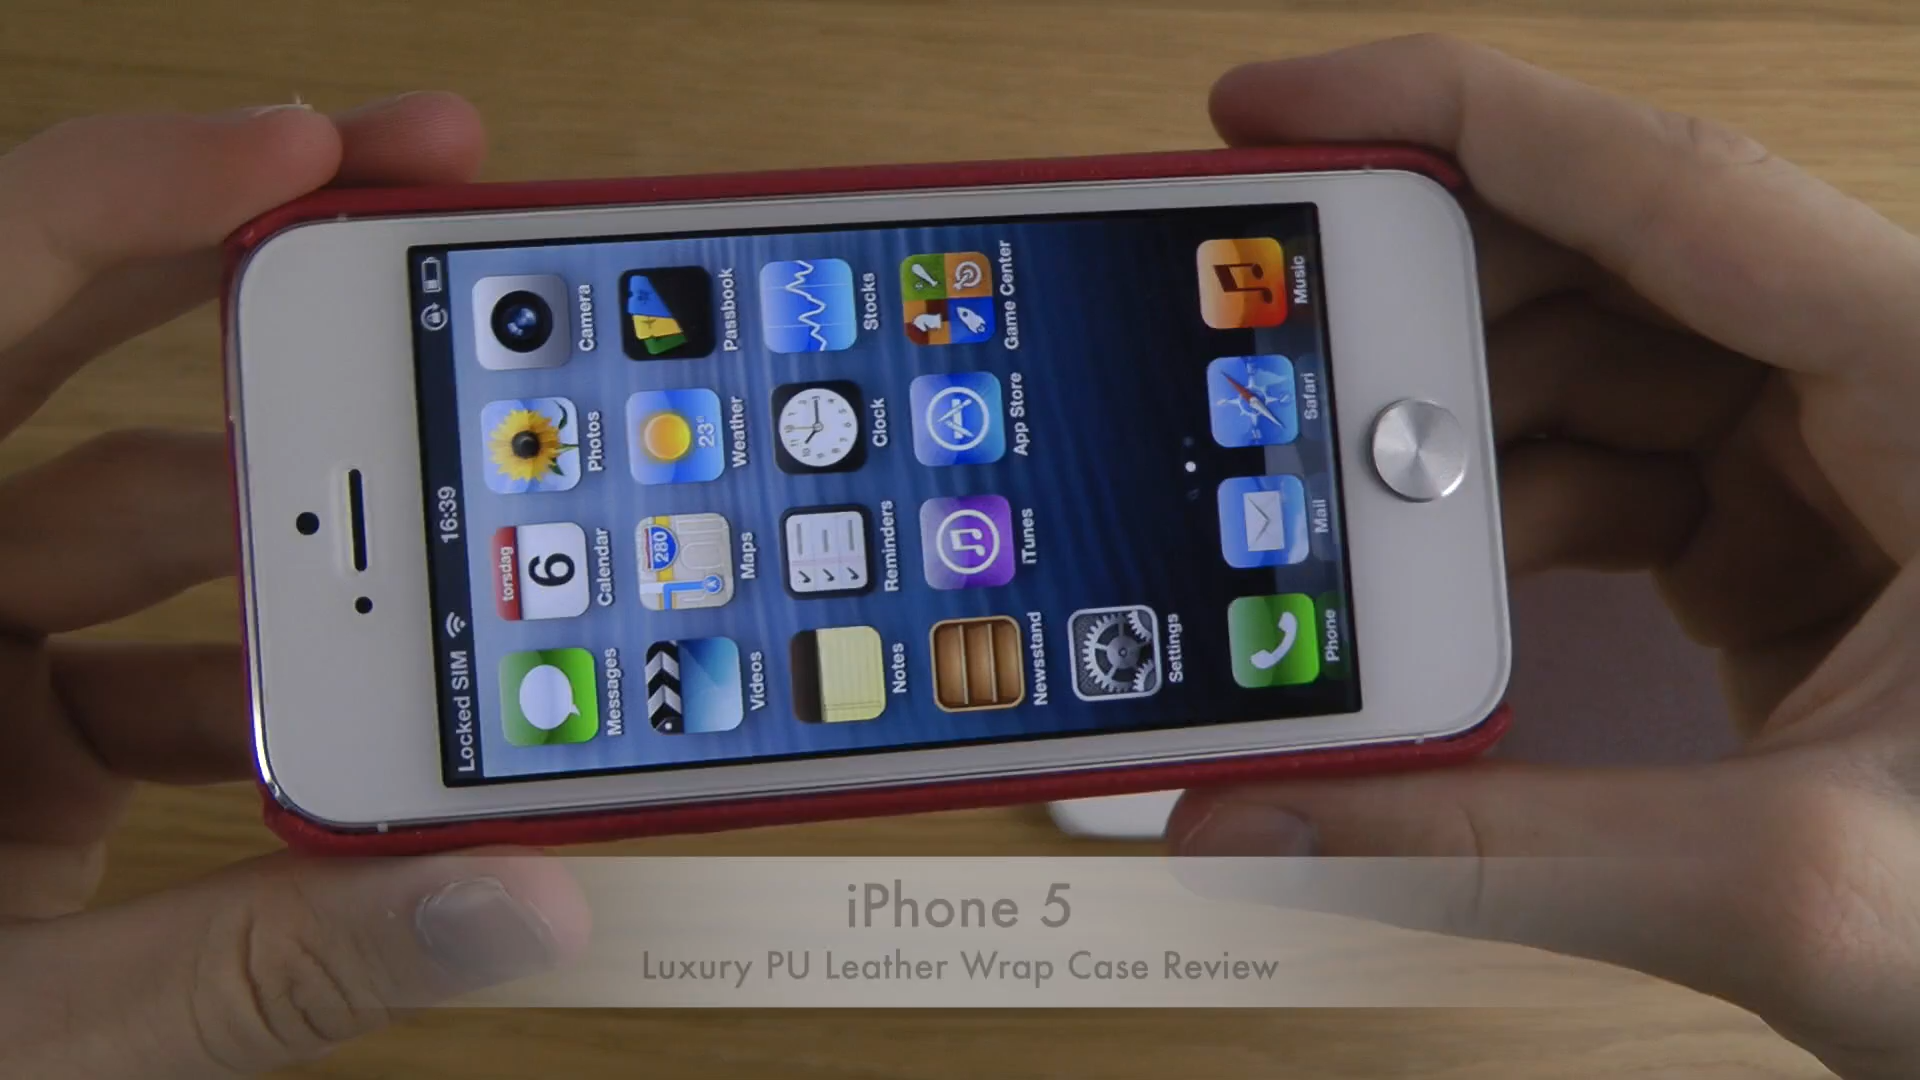 Locked SIM 16:39
torsdag
6
280
23°
Messages Calendar Photos Camera
Videos Maps Weather Passbook
Notes Reminders Clock Stocks
Newsstand iTunes App Store Game Center
Settings
Phone Mail Safari Music
iPhone 5
Luxury PU Leather Wrap Case Review